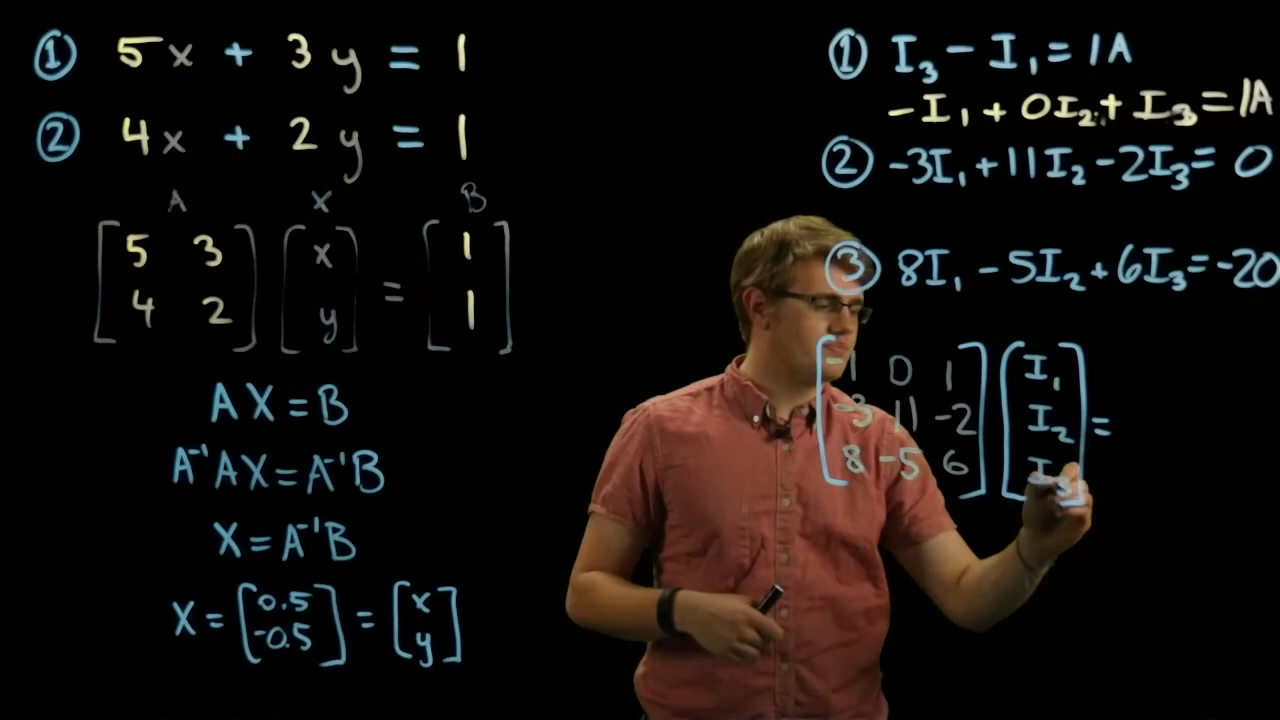 ① 5x + 3y = 1
② 4x + 2y = 1
A X B
[5 3] [x] = [1]
[4 2] [y] [1]
AX = B
A⁻¹AX = A⁻¹B
X = A⁻¹B
X = [0.5] = [x]
[-0.5] [y]
① I₃ - I₁ = 1A
-I₁ + 0I₂ + I₃ = 1A
② -3I₁ + 11I₂ - 2I₃ = 0
③ 8I₁ - 5I₂ + 6I₃ = -20
[-1 0 1] [I₁]
[-3 11 -2] [I₂] =
[8 -5 6] [I₃]